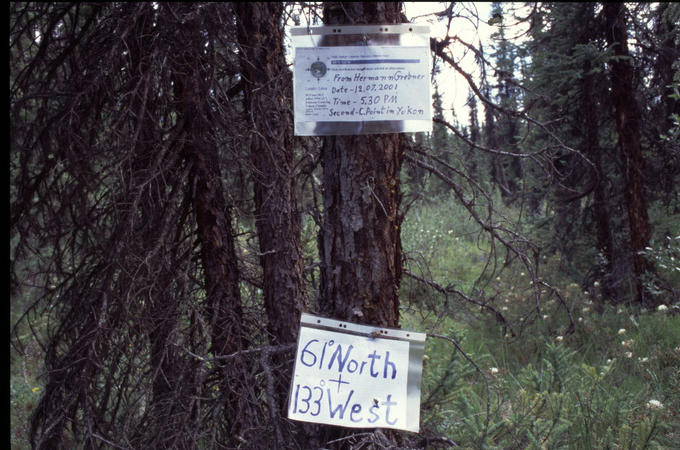 From Hermann Grebner
Date - 12.07.2001
Time - 5.30 PM
Second - C. Point in Yukon
61° North
+
133° West